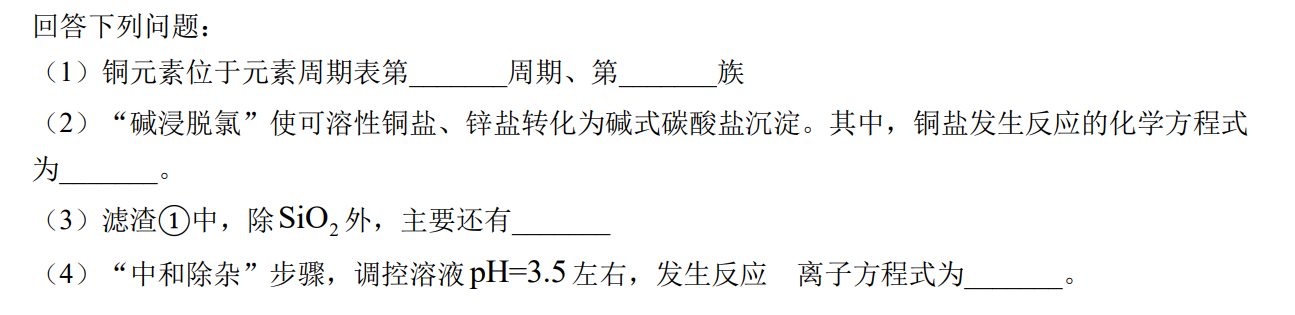 回答下列问题：
（1）铜元素位于元素周期表第_______周期、第_______族
（2）“碱浸脱氯”使可溶性铜盐、锌盐转化为碱式碳酸盐沉淀。其中，铜盐发生反应的化学方程式
为_______。
（3）滤渣①中，除SiO₂外，主要还有_______
（4）“中和除杂”步骤，调控溶液pH=3.5左右，发生反应 离子方程式为_______。